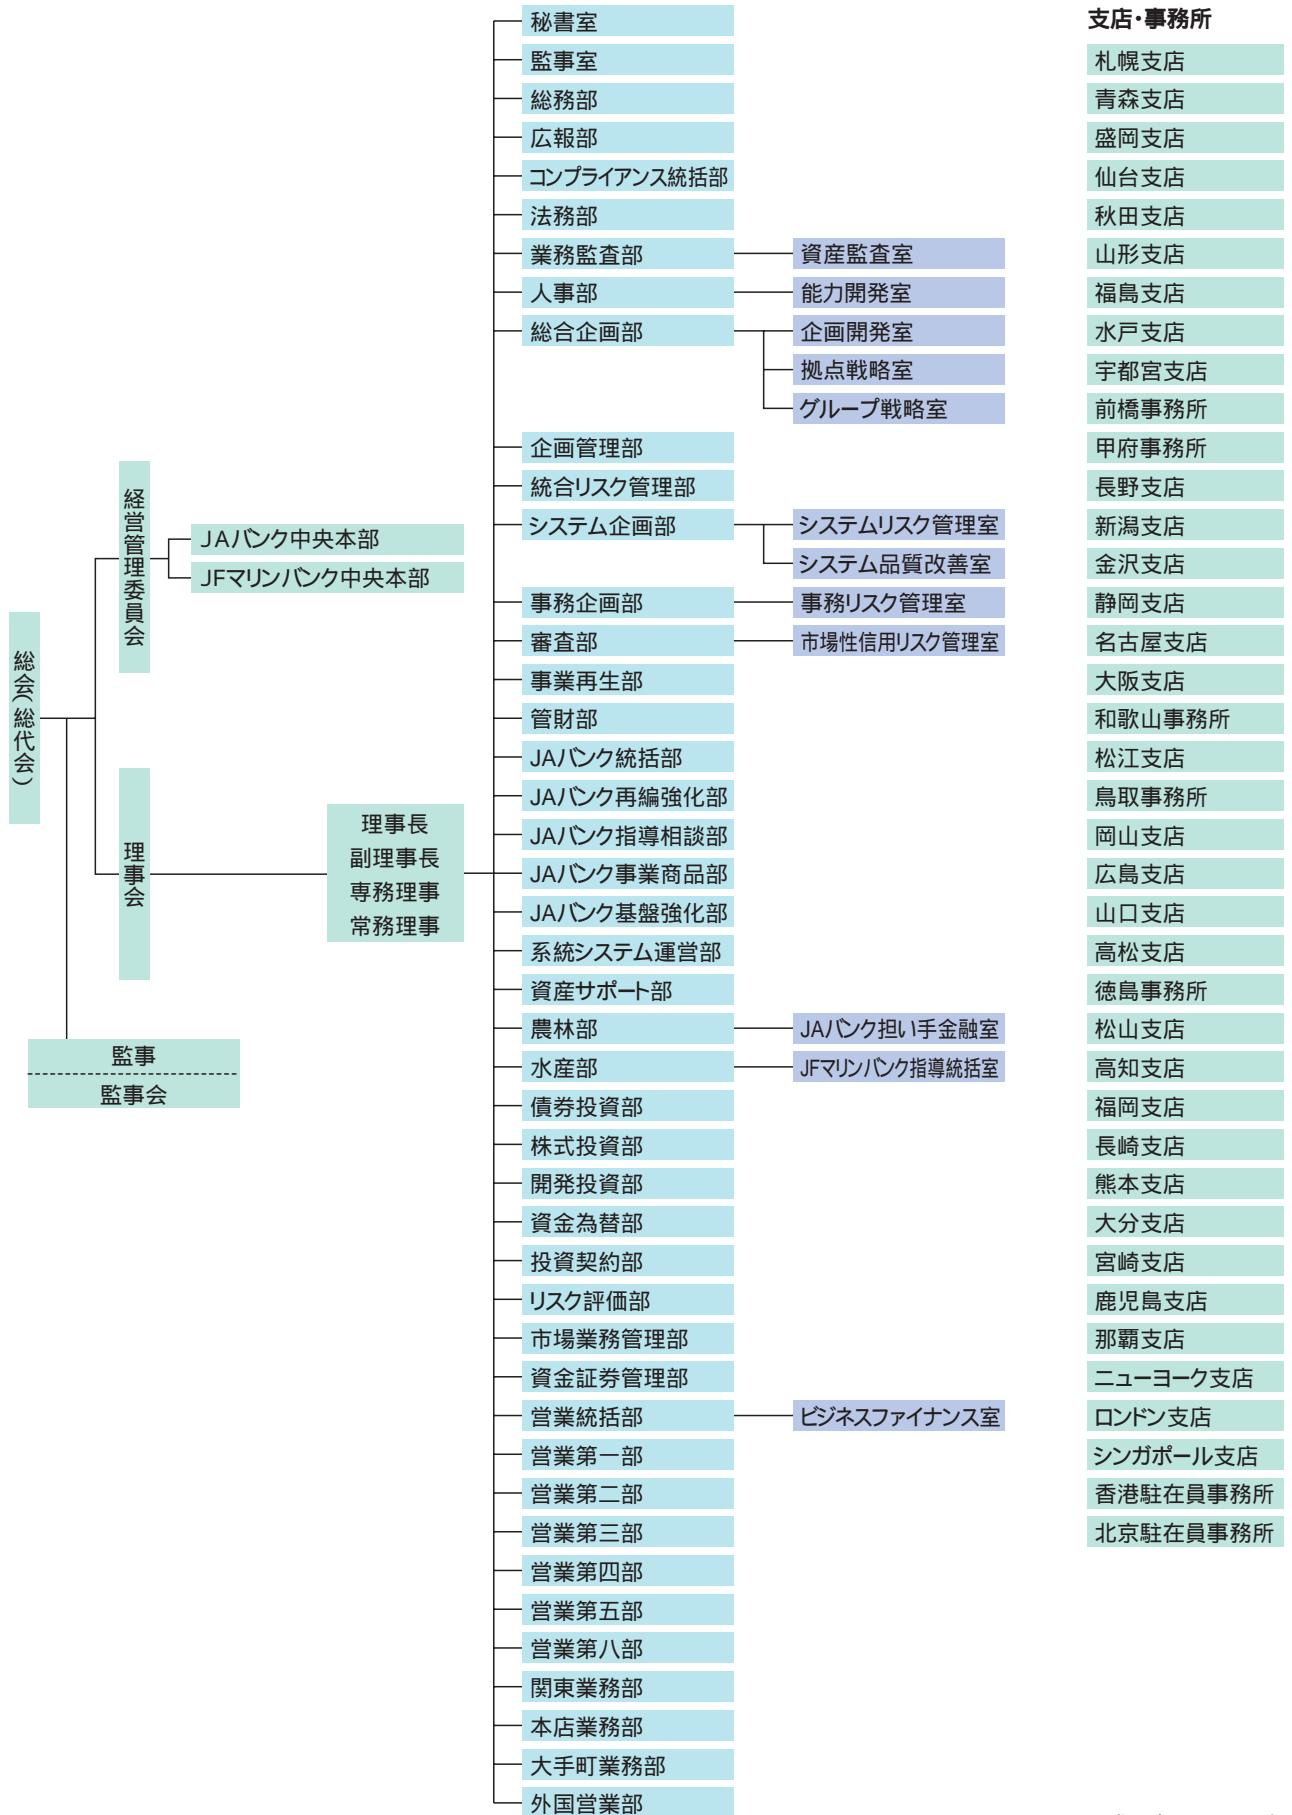 総会(総代会)
経営管理委員会
JAバンク中央本部
JFマリンバンク中央本部
理事会
理事長
副理事長
専務理事
常務理事
監事
監事会
秘書室
監事室
総務部
広報部
コンプライアンス統括部
法務部
業務監査部
資産監査室
人事部
能力開発室
総合企画部
企画開発室
拠点戦略室
グループ戦略室
企画管理部
統合リスク管理部
システム企画部
システムリスク管理室
システム品質改善室
事務企画部
事務リスク管理室
審査部
市場性信用リスク管理室
事業再生部
管財部
JAバンク統括部
JAバンク再編強化部
JAバンク指導相談部
JAバンク事業商品部
JAバンク基盤強化部
系統システム運営部
資産サポート部
農林部
JAバンク担い手金融室
水産部
JFマリンバンク指導統括室
債券投資部
株式投資部
開発投資部
資金為替部
投資契約部
リスク評価部
市場業務管理部
資金証券管理部
営業統括部
ビジネスファイナンス室
営業第一部
営業第二部
営業第三部
営業第四部
営業第五部
営業第八部
関東業務部
本店業務部
大手町業務部
外国営業部
支店・事務所
札幌支店
青森支店
盛岡支店
仙台支店
秋田支店
山形支店
福島支店
水戸支店
宇都宮支店
前橋事務所
甲府事務所
長野支店
新潟支店
金沢支店
静岡支店
名古屋支店
大阪支店
和歌山事務所
松江支店
鳥取事務所
岡山支店
広島支店
山口支店
高松支店
徳島事務所
松山支店
高知支店
福岡支店
長崎支店
熊本支店
大分支店
宮崎支店
鹿児島支店
那覇支店
ニューヨーク支店
ロンドン支店
シンガポール支店
香港駐在員事務所
北京駐在員事務所